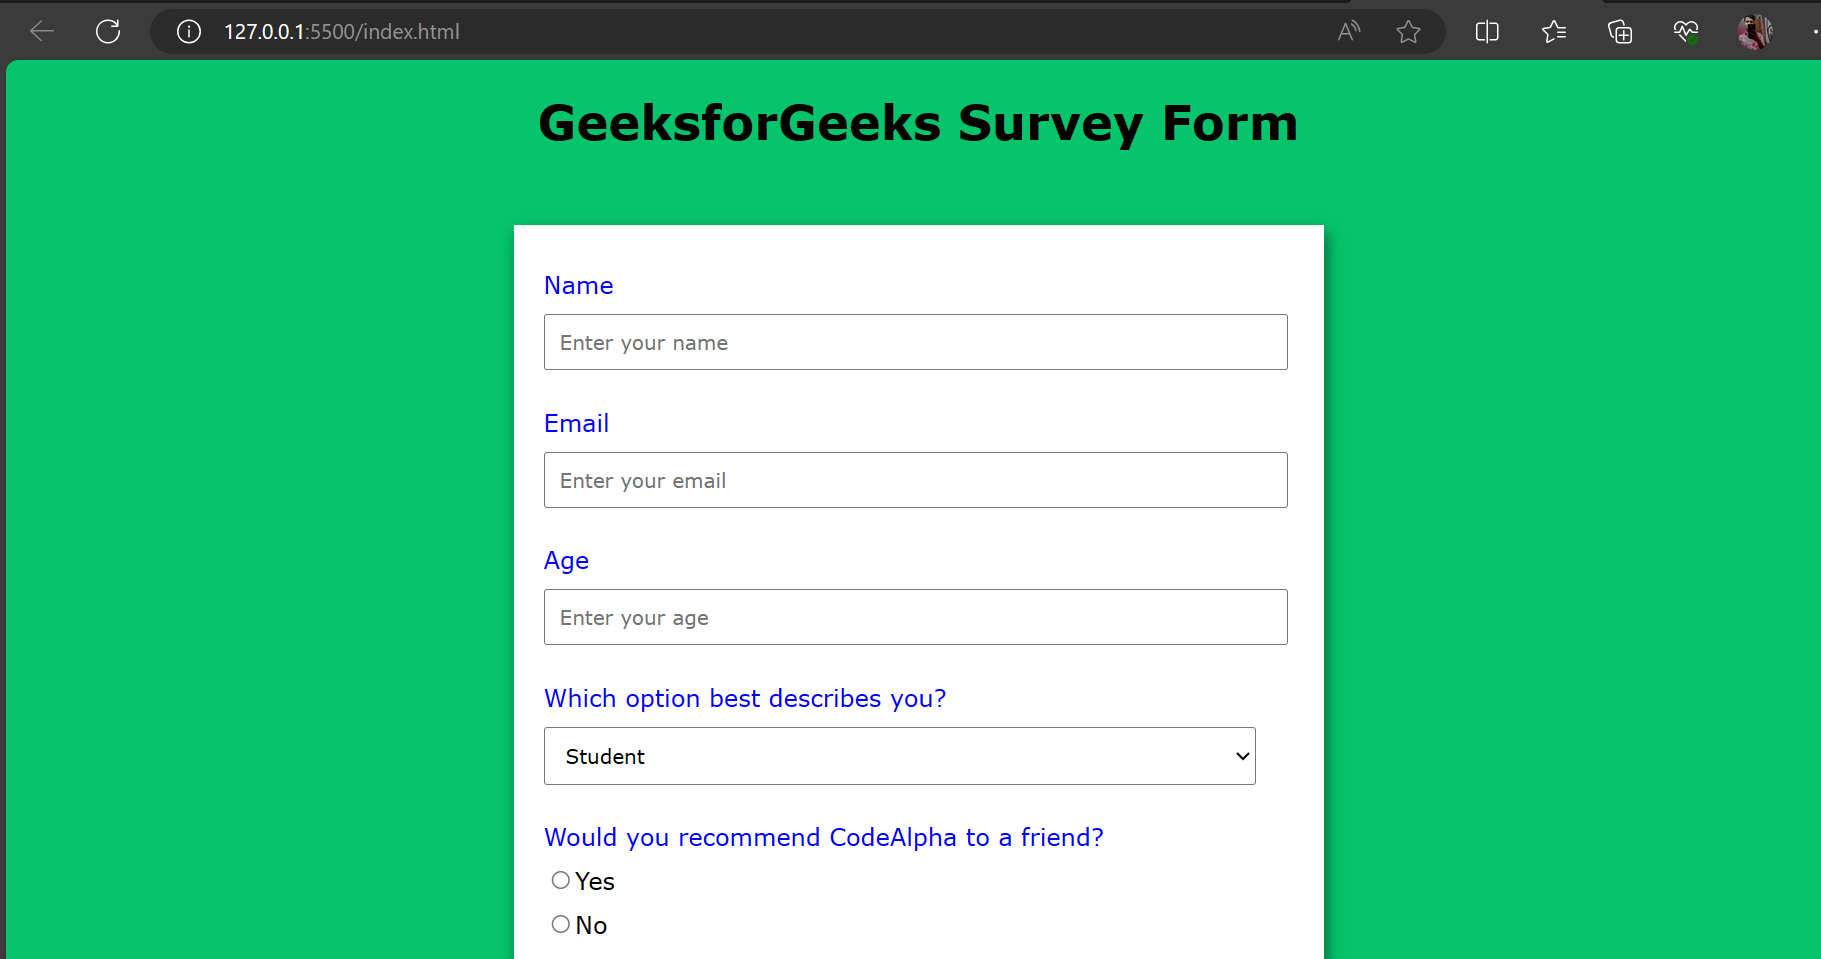 127.0.0.1:5500/index.html
GeeksforGeeks Survey Form
Name
Enter your name
Email
Enter your email
Age
Enter your age
Which option best describes you?
Student
Would you recommend CodeAlpha to a friend?
Yes
No